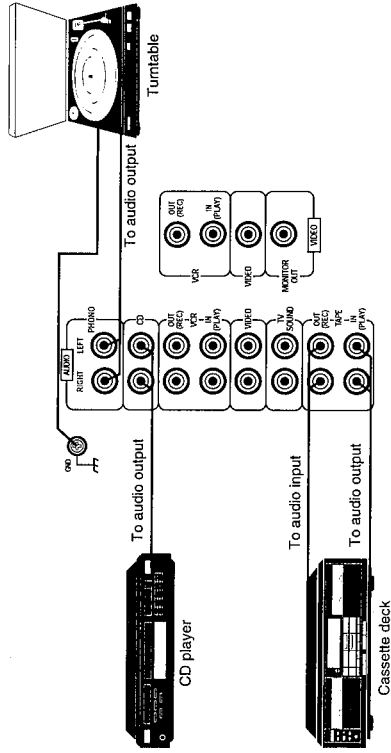 Turntable
To audio output
AUDIO
RIGHT LEFT
PHONO
GND
CD
OUT
(REC)
VCR
IN
(PLAY)
VIDEO
TV
SOUND
OUT
(REC)
TAPE
IN
(PLAY)
OUT
(REC)
VCR
IN
(PLAY)
VIDEO
MONITOR
OUT
VIDEO
To audio output
CD player
To audio input
To audio output
Cassette deck